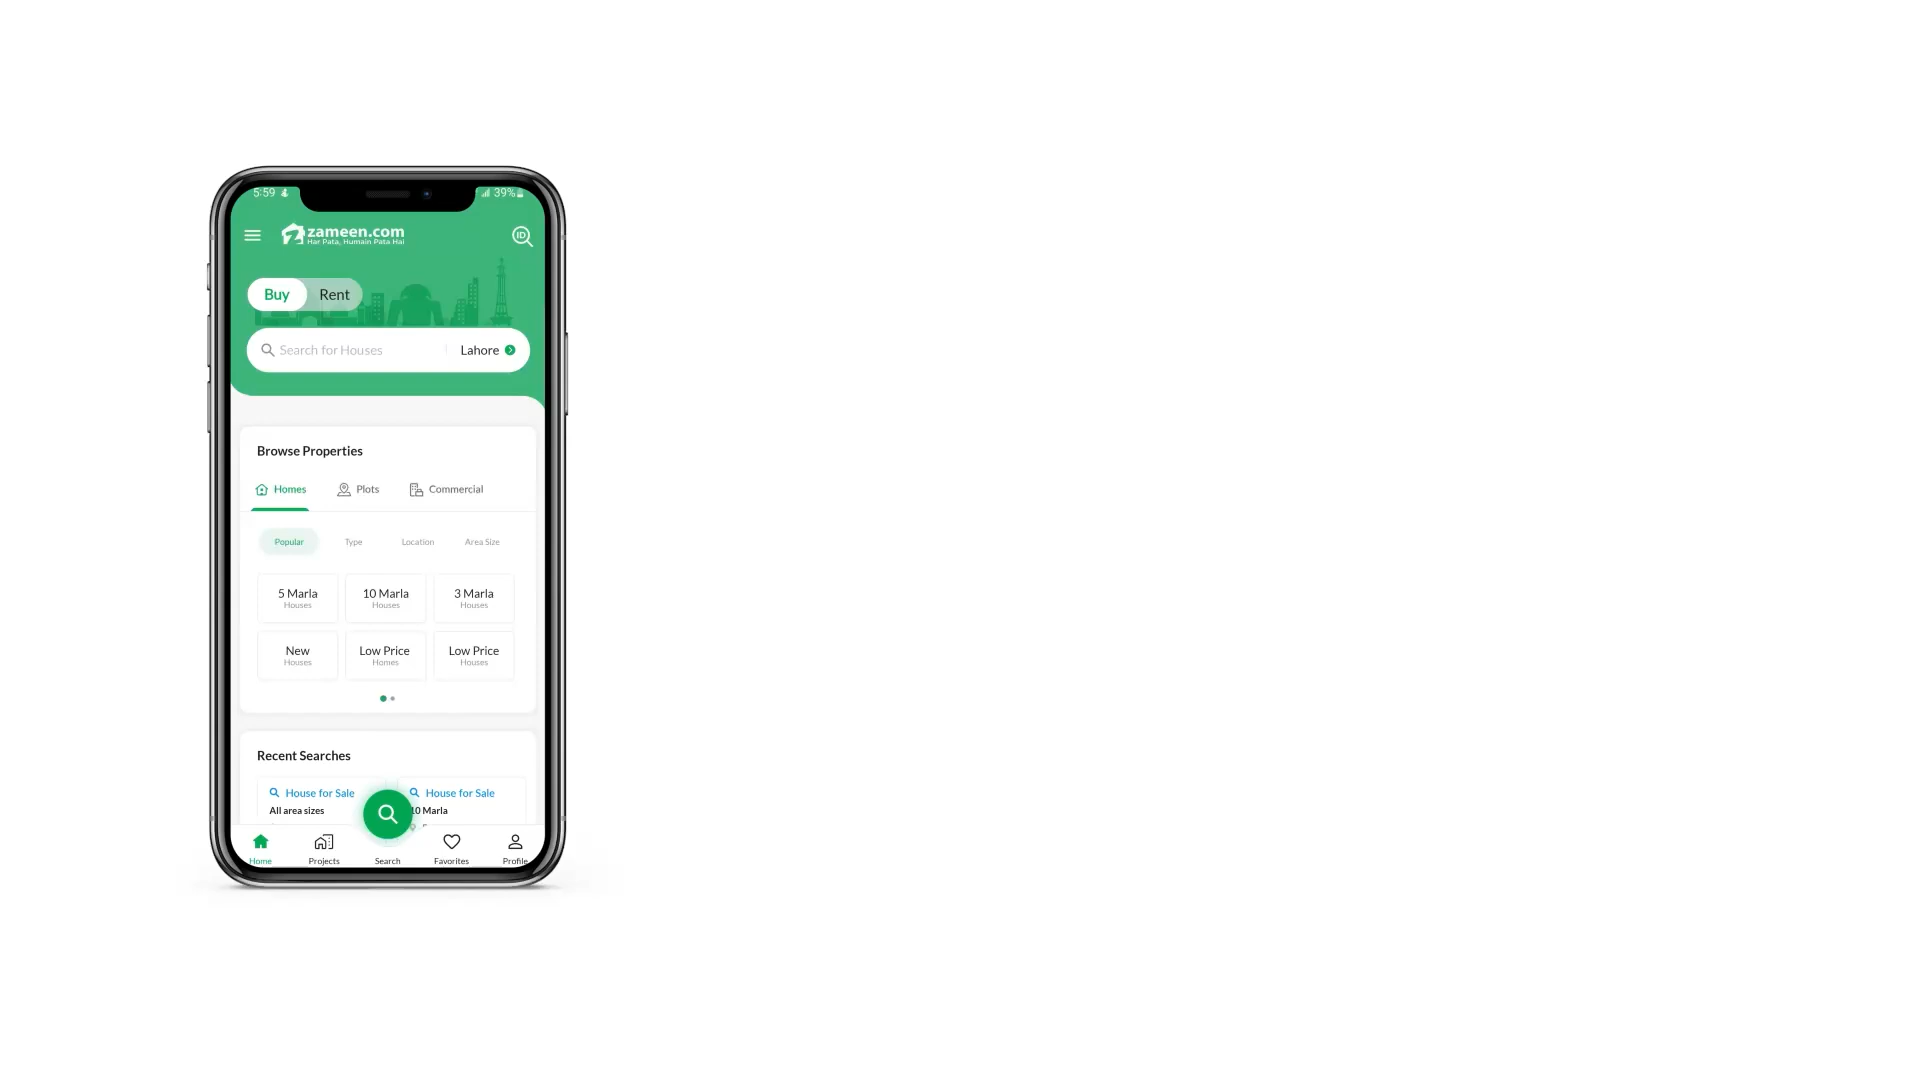 5:59
39%
zameen.com
Har Pata, Humain Pata Hai
ID
Buy Rent
Search for Houses Lahore
Browse Properties
Homes Plots Commercial
Popular Type Location Area Size
5 Marla 10 Marla 3 Marla
Houses Houses Houses
New Low Price Low Price
Houses Homes Houses
Recent Searches
House for Sale House for Sale
All area sizes 10 Marla
Home Projects Search Favorites Profile